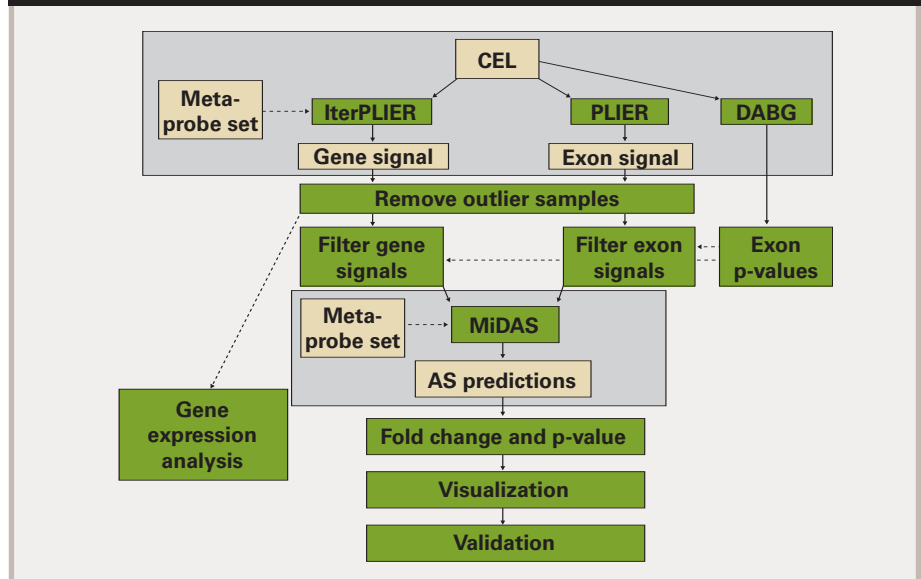 CEL
Meta-
probe set
IterPLIER
PLIER
DABG
Gene signal
Exon signal
Remove outlier samples
Filter gene
signals
Filter exon
signals
Exon
p-values
Meta-
probe set
MiDAS
AS predictions
Gene
expression
analysis
Fold change and p-value
Visualization
Validation